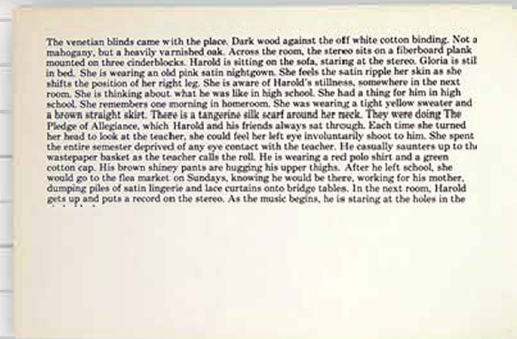 The venetian blinds came with the place. Dark wood against the off white cotton binding. Not a
mahogany, but a heavily varnished oak. Across the room, the stereo sits on a fiberboard plank
mounted on three cinderblocks. Harold is sitting on the sofa, staring at the stereo. Gloria is stil
in bed. She is wearing an old pink satin nightgown. She feels the satin ripple her skin as she
shifts the position of her right leg. She is aware of Harold's stillness, somewhere in the next
room. She is thinking about what he was like in high school. She had a thing for him in high
school. She remembers one morning in homeroom. She was wearing a tight yellow sweater and
a brown straight skirt. There is a tangerine silk scarf around her neck. They were doing The
Pledge of Allegiance, which Harold and his friends always sat through. Each time she turned
her head to look at the teacher, she could feel her left eye involuntarily shoot to him. She spent
the entire semester deprived of any eye contact with the teacher. He casually saunters up to the
wastepaper basket as the teacher calls the roll. He is wearing a red polo shirt and a green
cotton cap. His brown shiney pants are hugging his upper thighs. After he left school, she
would go to the flea market on Sundays, knowing he would be there, working for his mother,
dumping piles of satin lingerie and lace curtains onto bridge tables. In the next room, Harold
gets up and puts a record on the stereo. As the music begins, he is staring at the holes in the